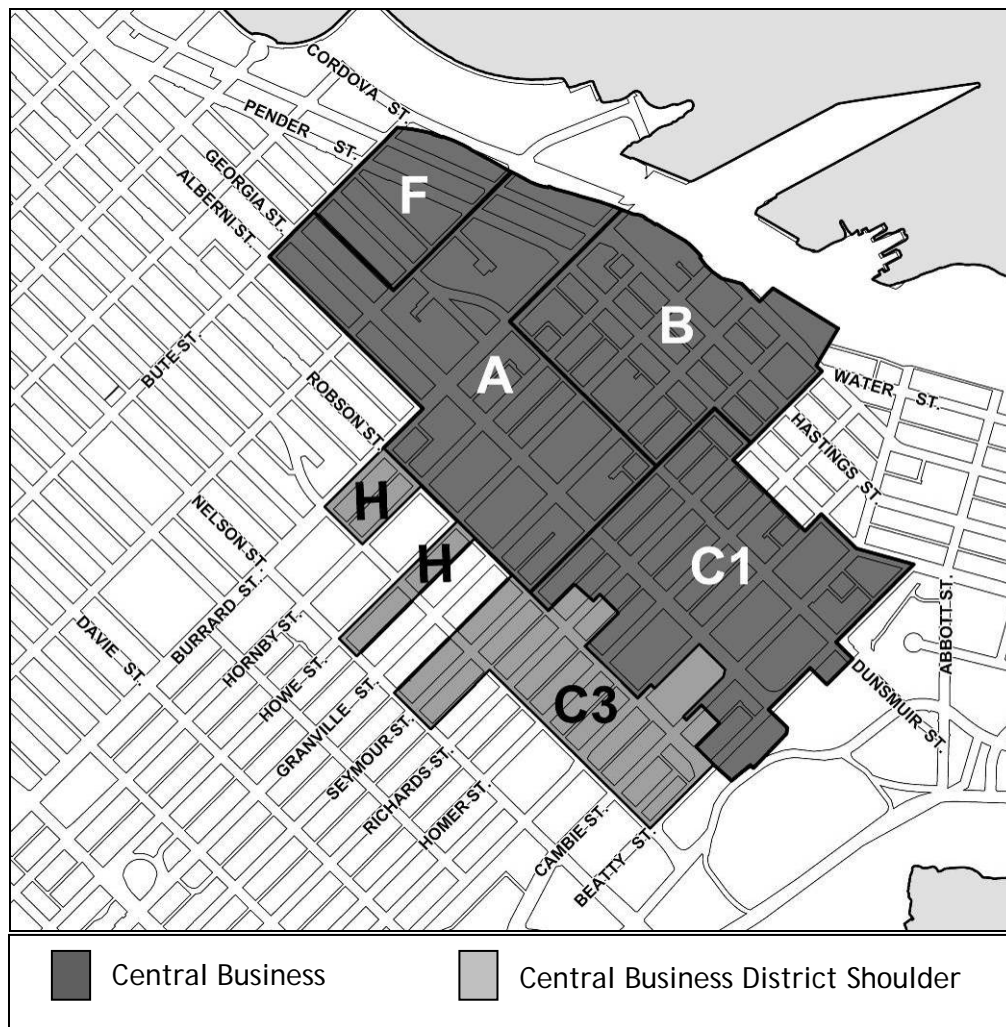 CORDOVA ST.
PENDER ST.
GEORGIA ST.
ALBERNI ST.
F
B
A
BUTE ST.
ROBSON ST.
WATER ST.
HASTINGS ST.
H
H
NELSON ST.
C1
BURRARD ST.
DAVIE ST.
HORNBY ST.
HOWE ST.
ABBOTT ST.
GRANVILLE ST.
DUNSMUIR ST.
C3
SEYMOUR ST.
RICHARDS ST.
HOMER ST.
CAMBIE ST.
BEATTY ST.
Central Business
Central Business District Shoulder